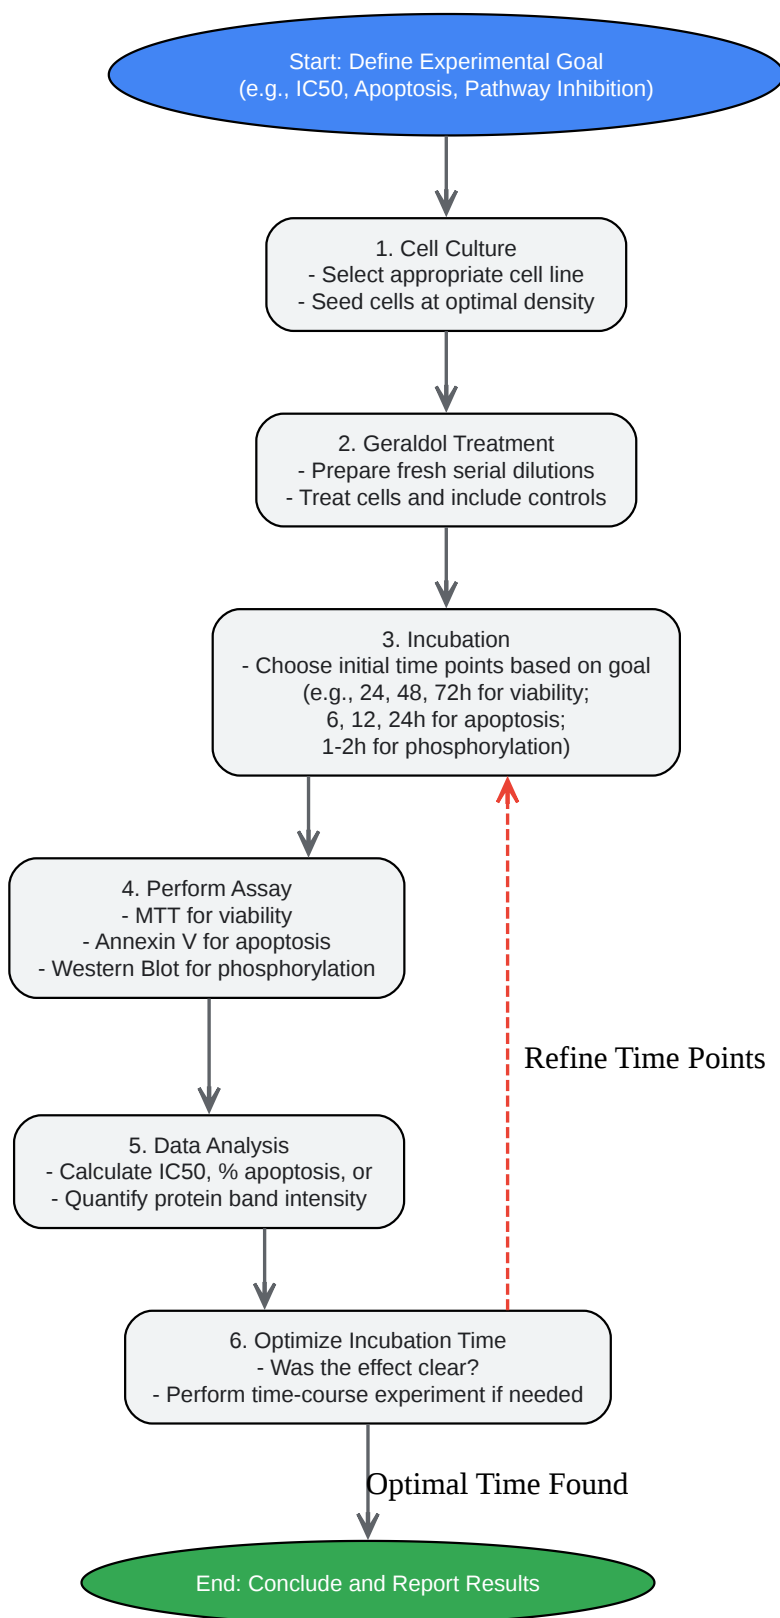 Start: Define Experimental Goal
(e.g., IC50, Apoptosis, Pathway Inhibition)
1. Cell Culture
- Select appropriate cell line
- Seed cells at optimal density
2. Geraldol Treatment
- Prepare fresh serial dilutions
- Treat cells and include controls
3. Incubation
- Choose initial time points based on goal
(e.g., 24, 48, 72h for viability;
6, 12, 24h for apoptosis;
1-2h for phosphorylation)
4. Perform Assay
- MTT for viability
- Annexin V for apoptosis
- Western Blot for phosphorylation
Refine Time Points
5. Data Analysis
- Calculate IC50, % apoptosis, or
- Quantify protein band intensity
6. Optimize Incubation Time
- Was the effect clear?
- Perform time-course experiment if needed
Optimal Time Found
End: Conclude and Report Results